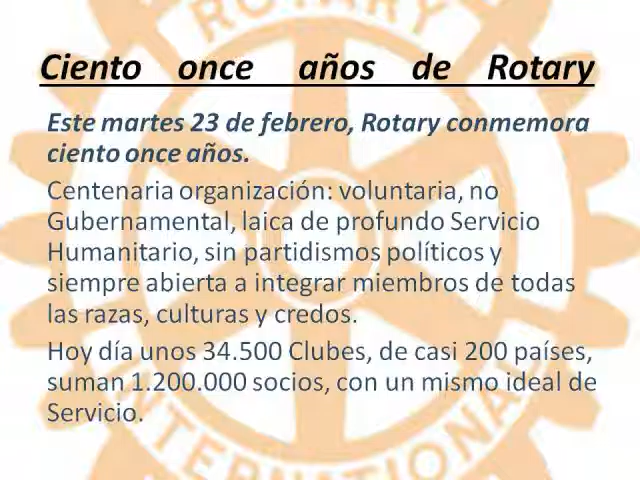 ROTARY
Ciento once años de Rotary
Este martes 23 de febrero, Rotary conmemora
ciento once años.
Centenaria organización: voluntaria, no
Gubernamental, laica de profundo Servicio
Humanitario, sin partidismos políticos y
siempre abierta a integrar miembros de todas
las razas, culturas y credos.
Hoy día unos 34.500 Clubes, de casi 200 países,
suman 1.200.000 socios, con un mismo ideal de
Servicio.
INTERNATIONAL